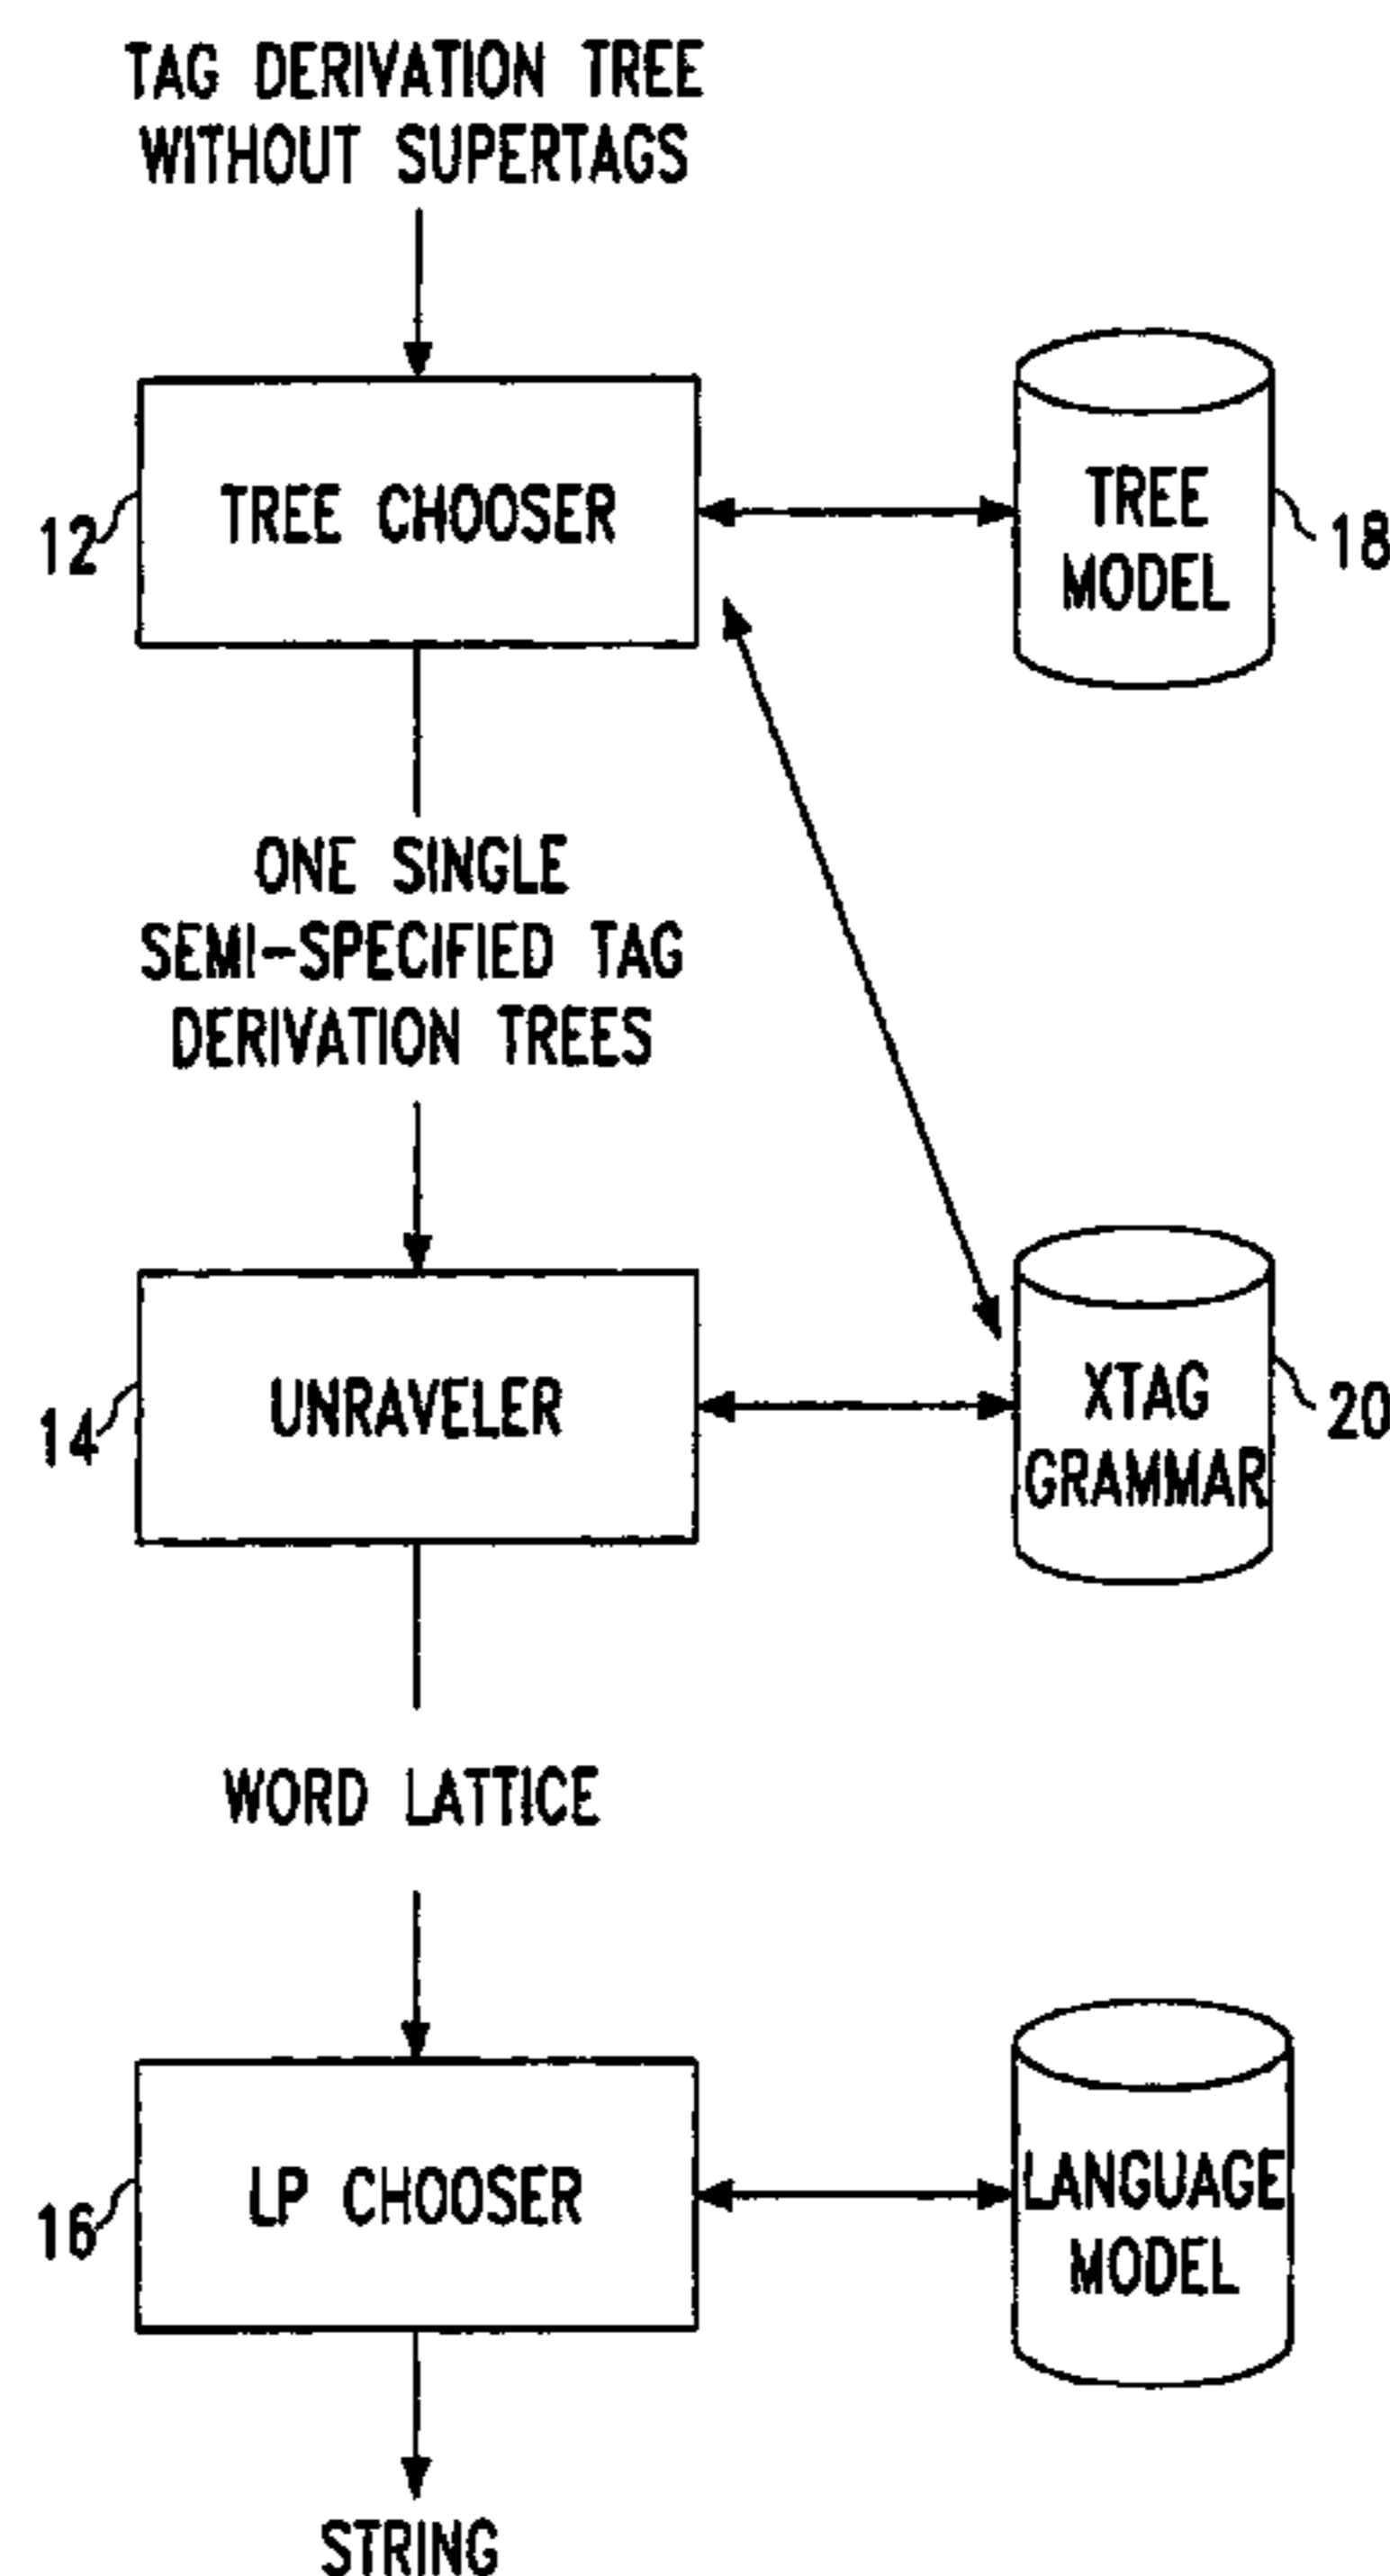 TAG DERIVATION TREE
WITHOUT SUPERTAGS
12
TREE CHOOSER
TREE
MODEL
18
ONE SINGLE
SEMI-SPECIFIED TAG
DERIVATION TREES
14
UNRAVELER
XTAG
GRAMMAR
20
WORD LATTICE
16
LP CHOOSER
LANGUAGE
MODEL
STRING